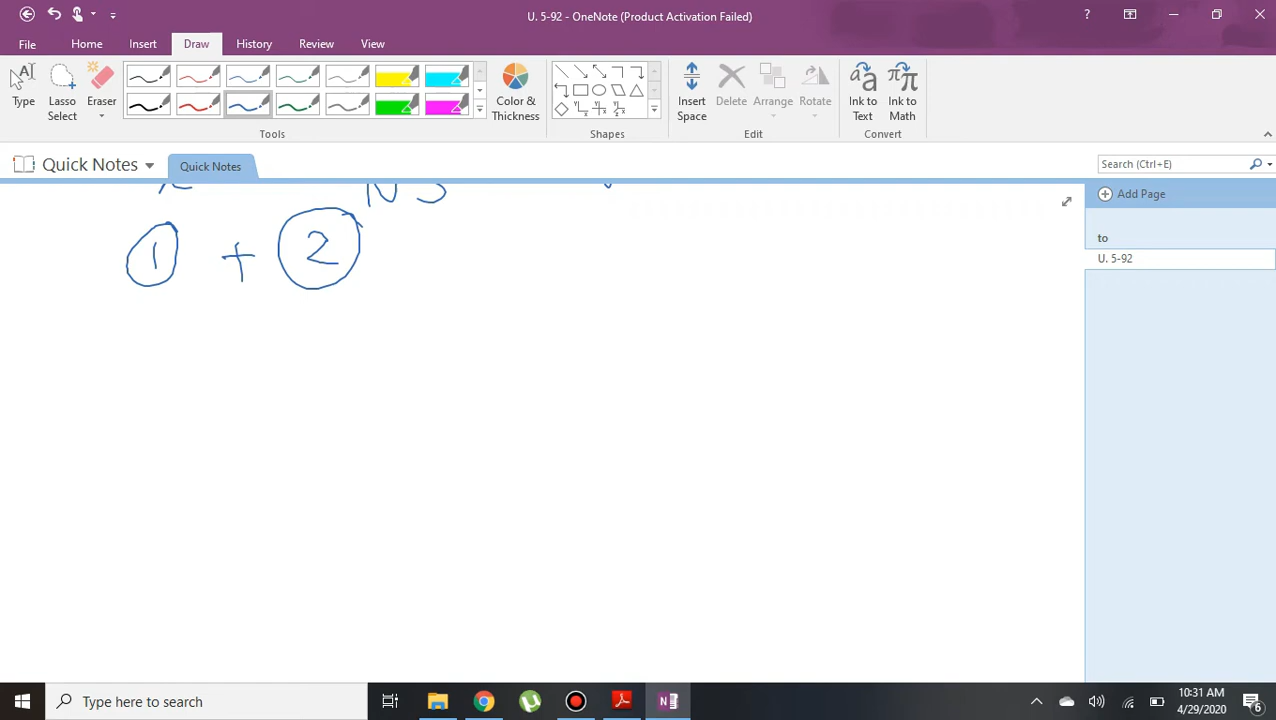 U. 5-92 - OneNote (Product Activation Failed)
?
File Home Insert Draw History Review View
Type
Lasso Select
Eraser
Color & Thickness
Insert Space
Delete
Arrange
Rotate
Ink to Text
Ink to Math
Tools
Shapes
Edit
Convert
Quick Notes
Quick Notes
Search (Ctrl+E)
Add Page
to
U. 5-92
① + ②
Type here to search
10:31 AM
4/29/2020
6